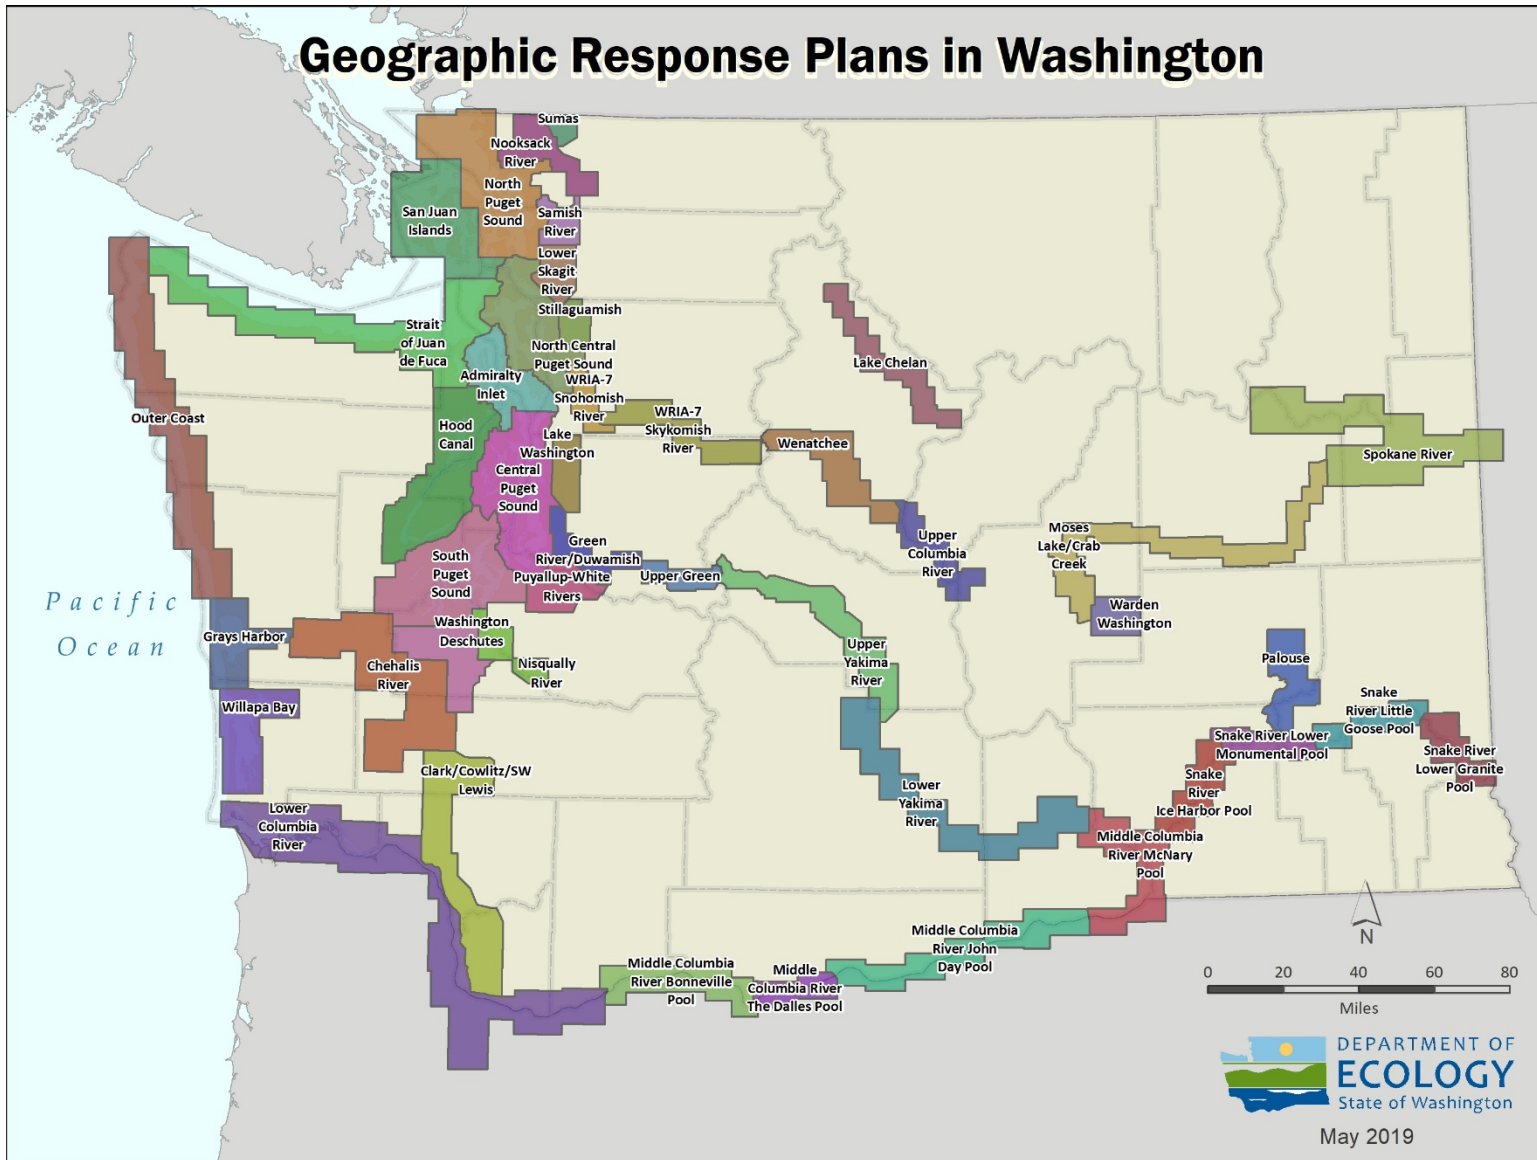 Geographic Response Plans in Washington
Sumas
Nooksack
River
North
Puget
Sound
San Juan
Islands
Samish
River
Lower
Skagit
River
Stillaguamish
Strait
of Juan
de Fuca
North Central
Puget Sound
Admiralty
Inlet
WRIA-7
Snohomish
River
WRIA-7
Skykomish
River
Lake Chelan
Outer Coast
Hood
Canal
Lake
Washington
Central
Puget
Sound
Wenatchee
Spokane River
Green
River/Duwamish
Upper Green
Upper
Columbia
River
Moses
Lake/Crab
Creek
South
Puget
Sound
Puyallup-White
Rivers
Pacific
Ocean
Grays Harbor
Washington
Deschutes
Warden
Washington
Chehalis
River
Nisqually
River
Upper
Yakima
River
Palouse
Willapa Bay
Snake
River Little
Goose Pool
Snake River Lower
Monumental Pool
Snake River
Lower Granite
Pool
Clark/Cowlitz/SW
Lewis
Snake
River
Ice Harbor Pool
Lower
Yakima
River
Lower
Columbia
River
Middle Columbia
River McNary
Pool
Middle Columbia
River John
Day Pool
Middle Columbia
River Bonneville
Pool
Middle
Columbia River
The Dalles Pool
N
0 20 40 60 80
Miles
DEPARTMENT OF
ECOLOGY
State of Washington
May 2019